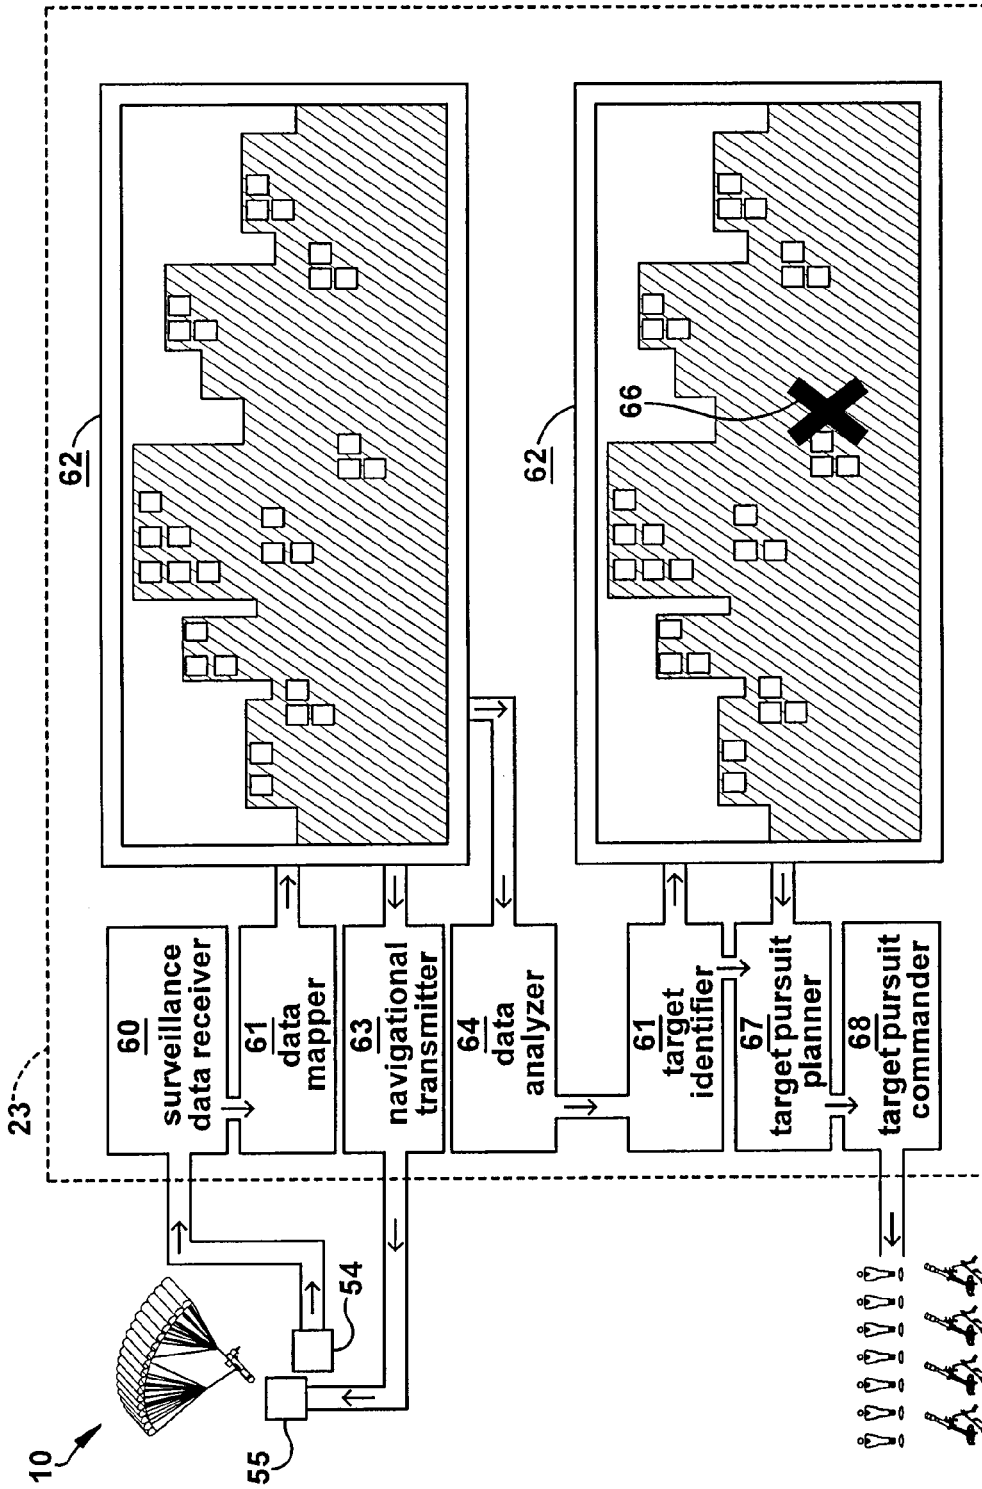 23
10
62
60
surveillance
data receiver
61
data
mapper
63
navigational
transmitter
64
data
analyzer
54
55
62
66
61
target
identifier
67
target pursuit
planner
68
target pursuit
commander